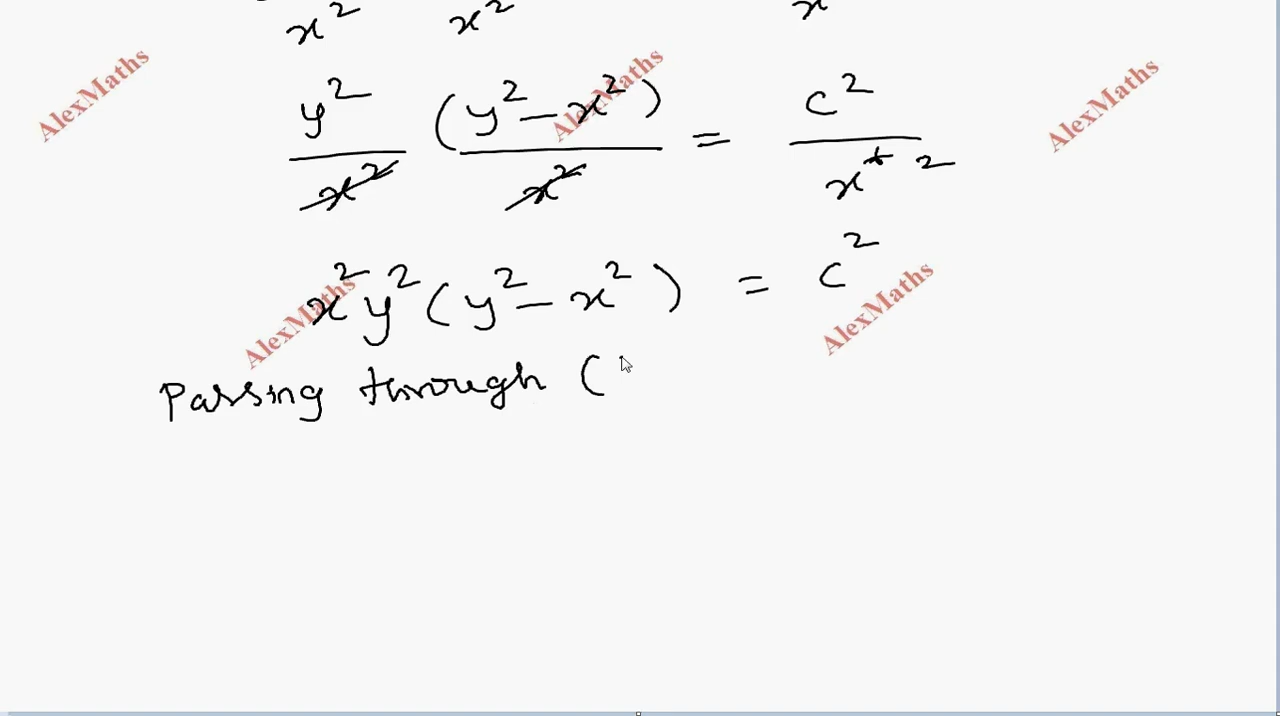 x² x² x
y² (y² - x²) = c²
x² x² x⁺ 2
x²y²(y² - x²) = c²
Passing through (
AlexMaths
AlexMaths
AlexMaths
AlexMaths
AlexMaths